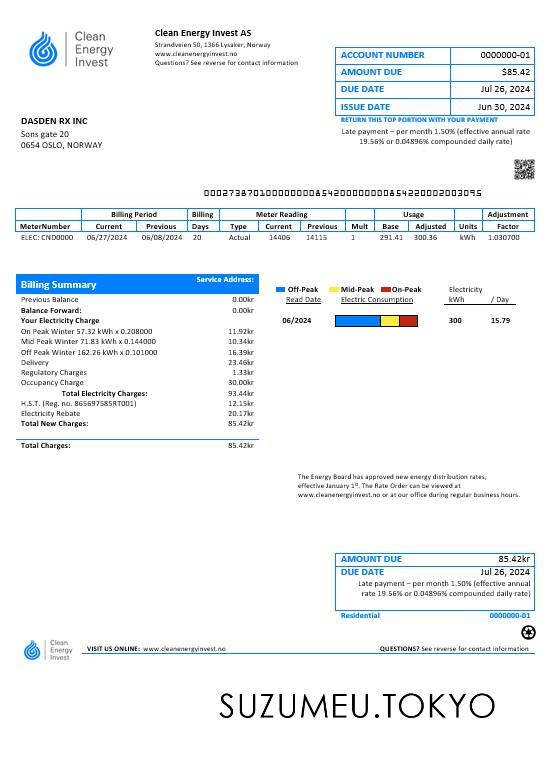 Clean
Energy
Invest
Clean Energy Invest AS
Strandveien 50, 1366 Lysaker, Norway
www.cleanenergyinvest.no
Questions? See reverse for contact information
ACCOUNT NUMBER 0000000-01
AMOUNT DUE $85.42
DUE DATE Jul 26, 2024
ISSUE DATE Jun 30, 2024
RETURN THIS TOP PORTION WITH YOUR PAYMENT
Late payment – per month 1.50% (effective annual rate
19.56% or 0.04896% compounded daily rate)
DASDEN RX INC
Sons gate 20
0654 OSLO, NORWAY
Billing Period Billing Meter Reading Usage Adjustment
MeterNumber Current Previous Days Type Current Previous Mult Base Adjusted Units Factor
ELEC: CND0000 06/27/2024 06/08/2024 20 Actual 14406 14115 1 291.41 300.36 kWh 1.030700
Billing Summary Service Address:
Previous Balance 0.00kr
Balance Forward: 0.00kr
Your Electricity Charge
On Peak Winter 57.32 kWh x 0.208000 11.92kr
Mid Peak Winter 71.83 kWh x 0.144000 10.34kr
Off Peak Winter 162.26 kWh x 0.101000 16.39kr
Delivery 23.46kr
Regulatory Charges 1.33kr
Occupancy Charge 30.00kr
Total Electricity Charges: 93.44kr
H.S.T. (Reg. no. 865697585RT001) 12.15kr
Electricity Rebate 20.17kr
Total New Charges: 85.42kr
Total Charges: 85.42kr
Off-Peak Mid-Peak On-Peak Electricity
Read Date Electric Consumption kWh / Day
06/2024 300 15.79
The Energy Board has approved new energy distribution rates,
effective January 1st. The Rate Order can be viewed at
www.cleanenergyinvest.no or at our office during regular business hours.
AMOUNT DUE 85.42kr
DUE DATE Jul 26, 2024
Late payment – per month 1.50% (effective annual
rate 19.56% or 0.04896% compounded daily rate)
Residential 0000000-01
Clean
Energy
Invest
VISIT US ONLINE: www.cleanenergyinvest.no QUESTIONS? See reverse for contact information
SUZUMEU.TOKYO